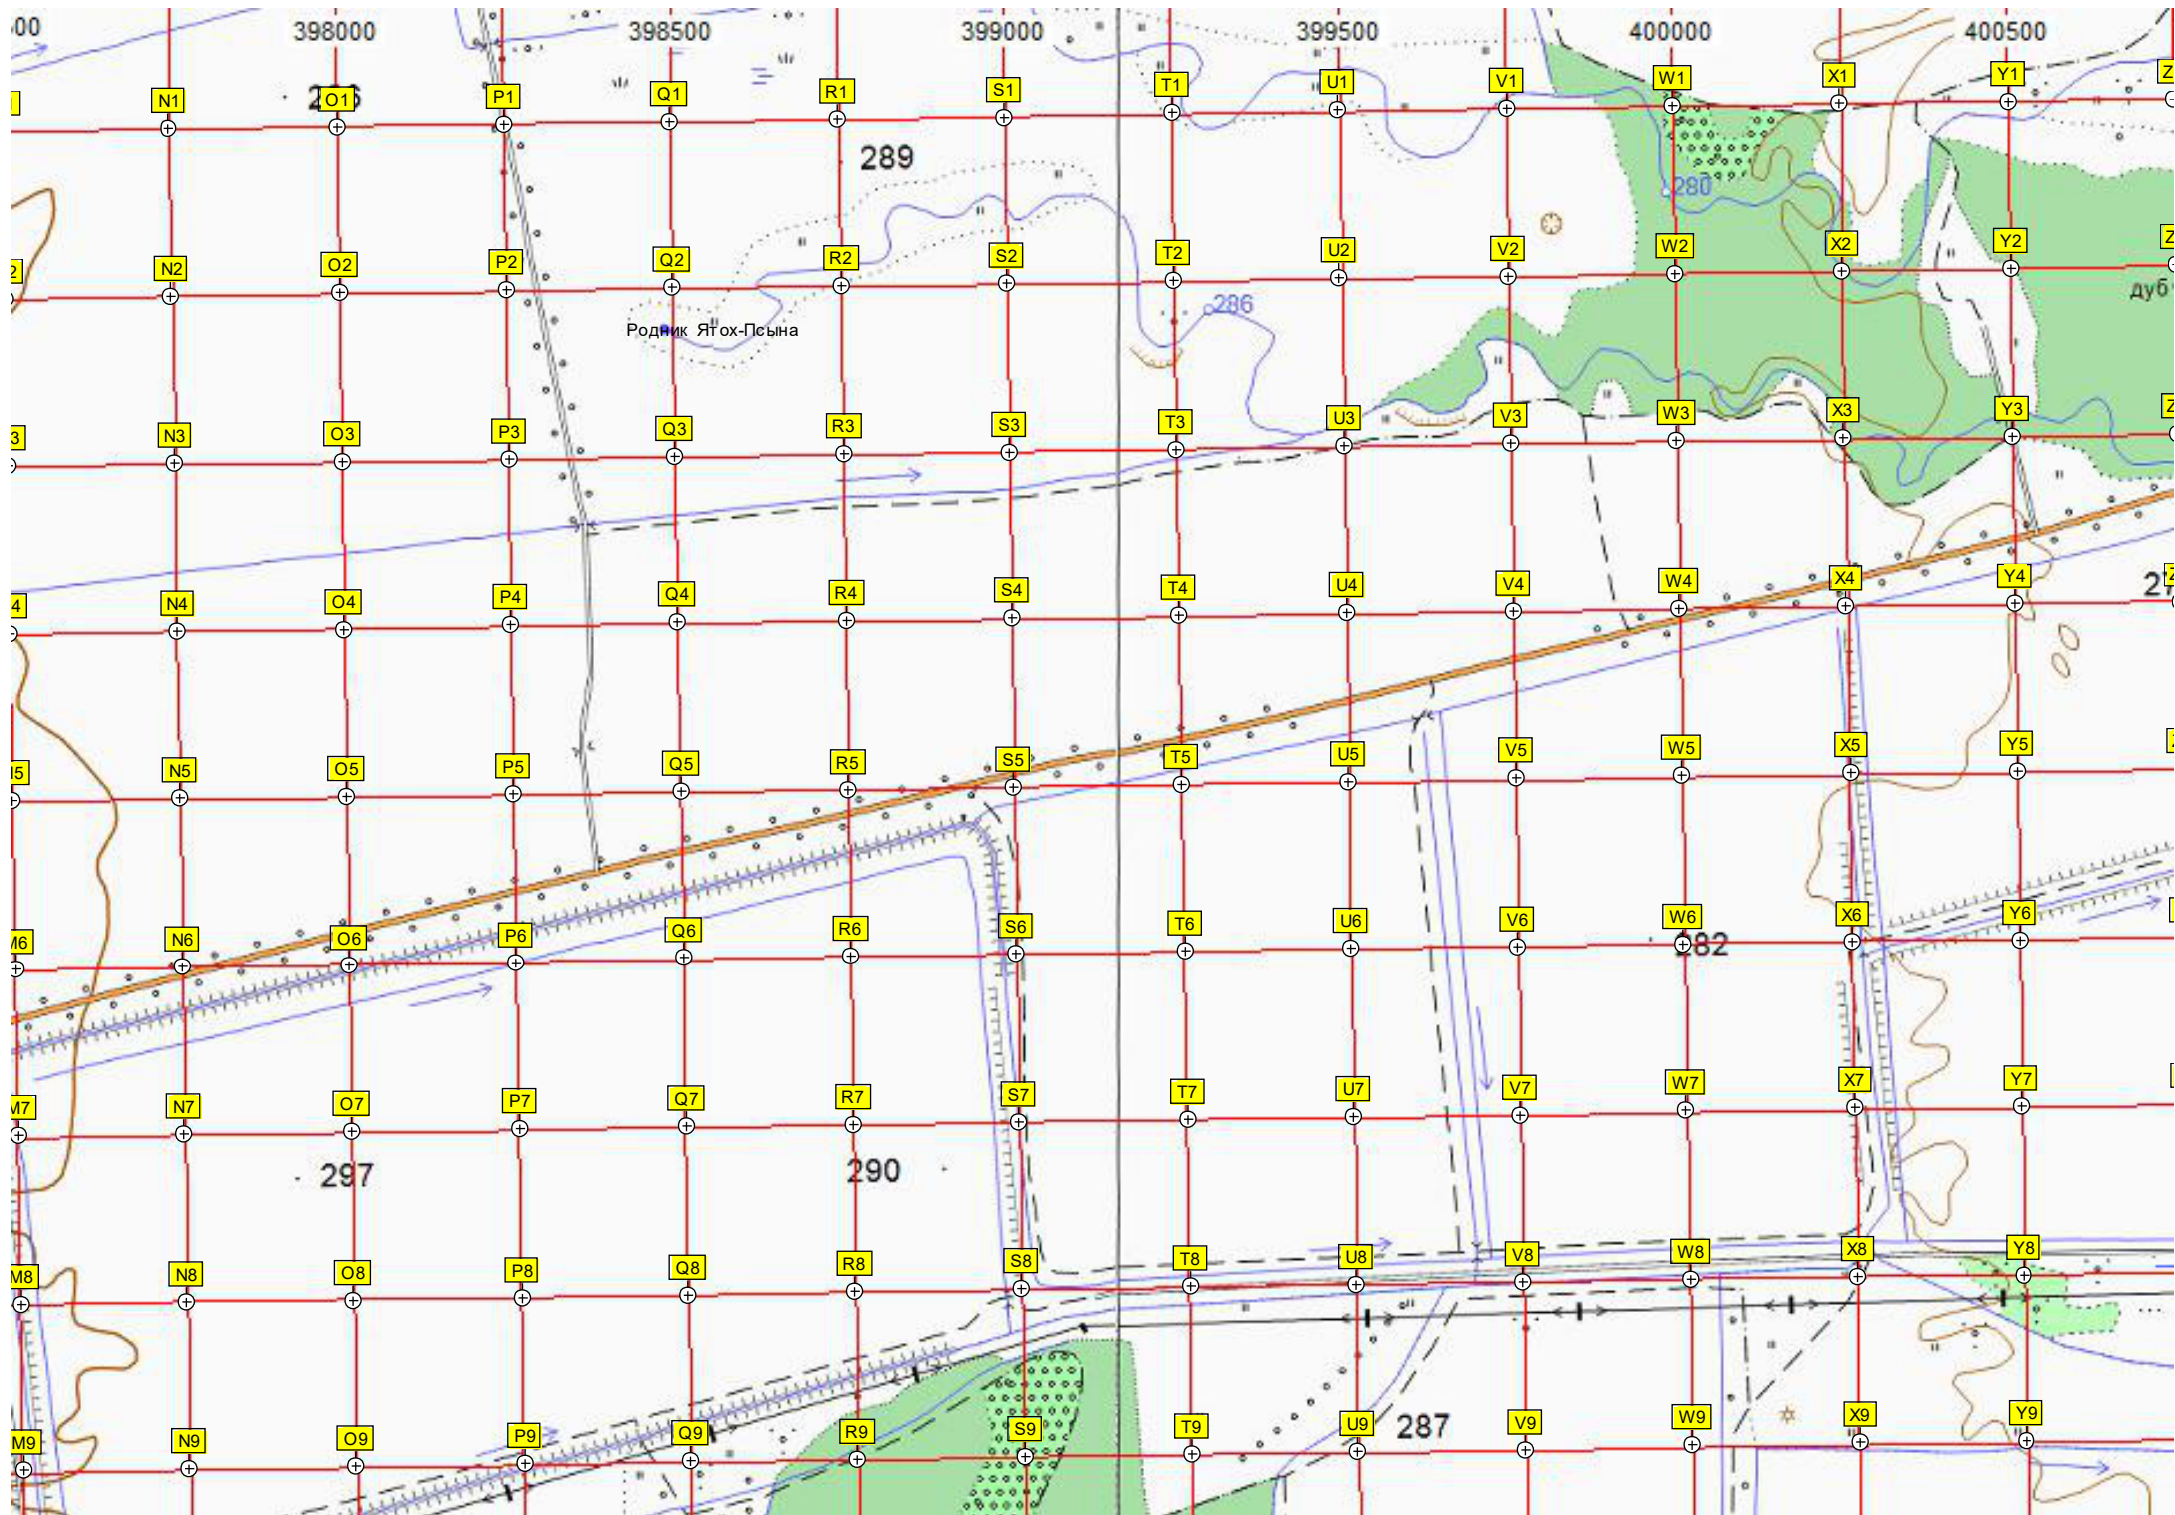 398000 398500 399000 399500 400000 400500
N1 O1 P1 Q1 R1 S1 T1 U1 V1 W1 X1 Y1
289
280
N2 O2 P2 Q2 R2 S2 T2 U2 V2 W2 X2 Y2
дуб
286
Родник Ятох-Псына
N3 O3 P3 Q3 R3 S3 T3 U3 V3 W3 X3 Y3
N4 O4 P4 Q4 R4 S4 T4 U4 V4 W4 X4 Y4
N5 O5 P5 Q5 R5 S5 T5 U5 V5 W5 X5 Y5
M6 N6 O6 P6 Q6 R6 S6 T6 U6 V6 W6 X6 Y6
282
M7 N7 O7 P7 Q7 R7 S7 T7 U7 V7 W7 X7 Y7
297 290
M8 N8 O8 P8 Q8 R8 S8 T8 U8 V8 W8 X8 Y8
M9 N9 O9 P9 Q9 R9 S9 T9 U9 V9 W9 X9 Y9
287